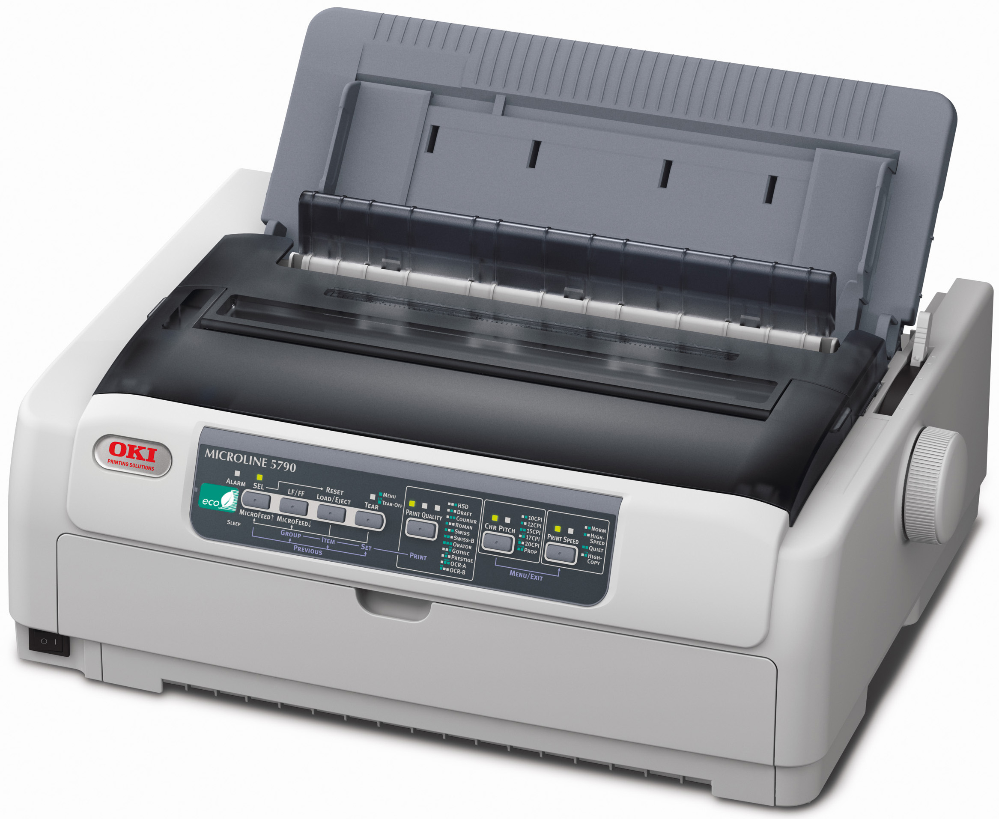 OKI
PRINTING SOLUTIONS
MICROLINE 5790
ALARM
SEL
RESET
LF/FF
LOAD/EJECT
TEAR
MENU
TEAR-OFF
eco
MICROFEED↑
MICROFEED↓
SLEEP
GROUP
ITEM
SET
PREVIOUS
PRINT
PRINT QUALITY
HSD
DRAFT
COURIER
ROMAN
SWISS
SWISS-B
ORATOR
GOTHIC
PRESTIGE
OCR-A
OCR-B
CHR PITCH
10CPI
12CPI
15CPI
17CPI
20CPI
PROP
PRINT SPEED
NORM
HIGH-
SPEED
QUIET
HIGH-
COPY
MENU/EXIT
O I